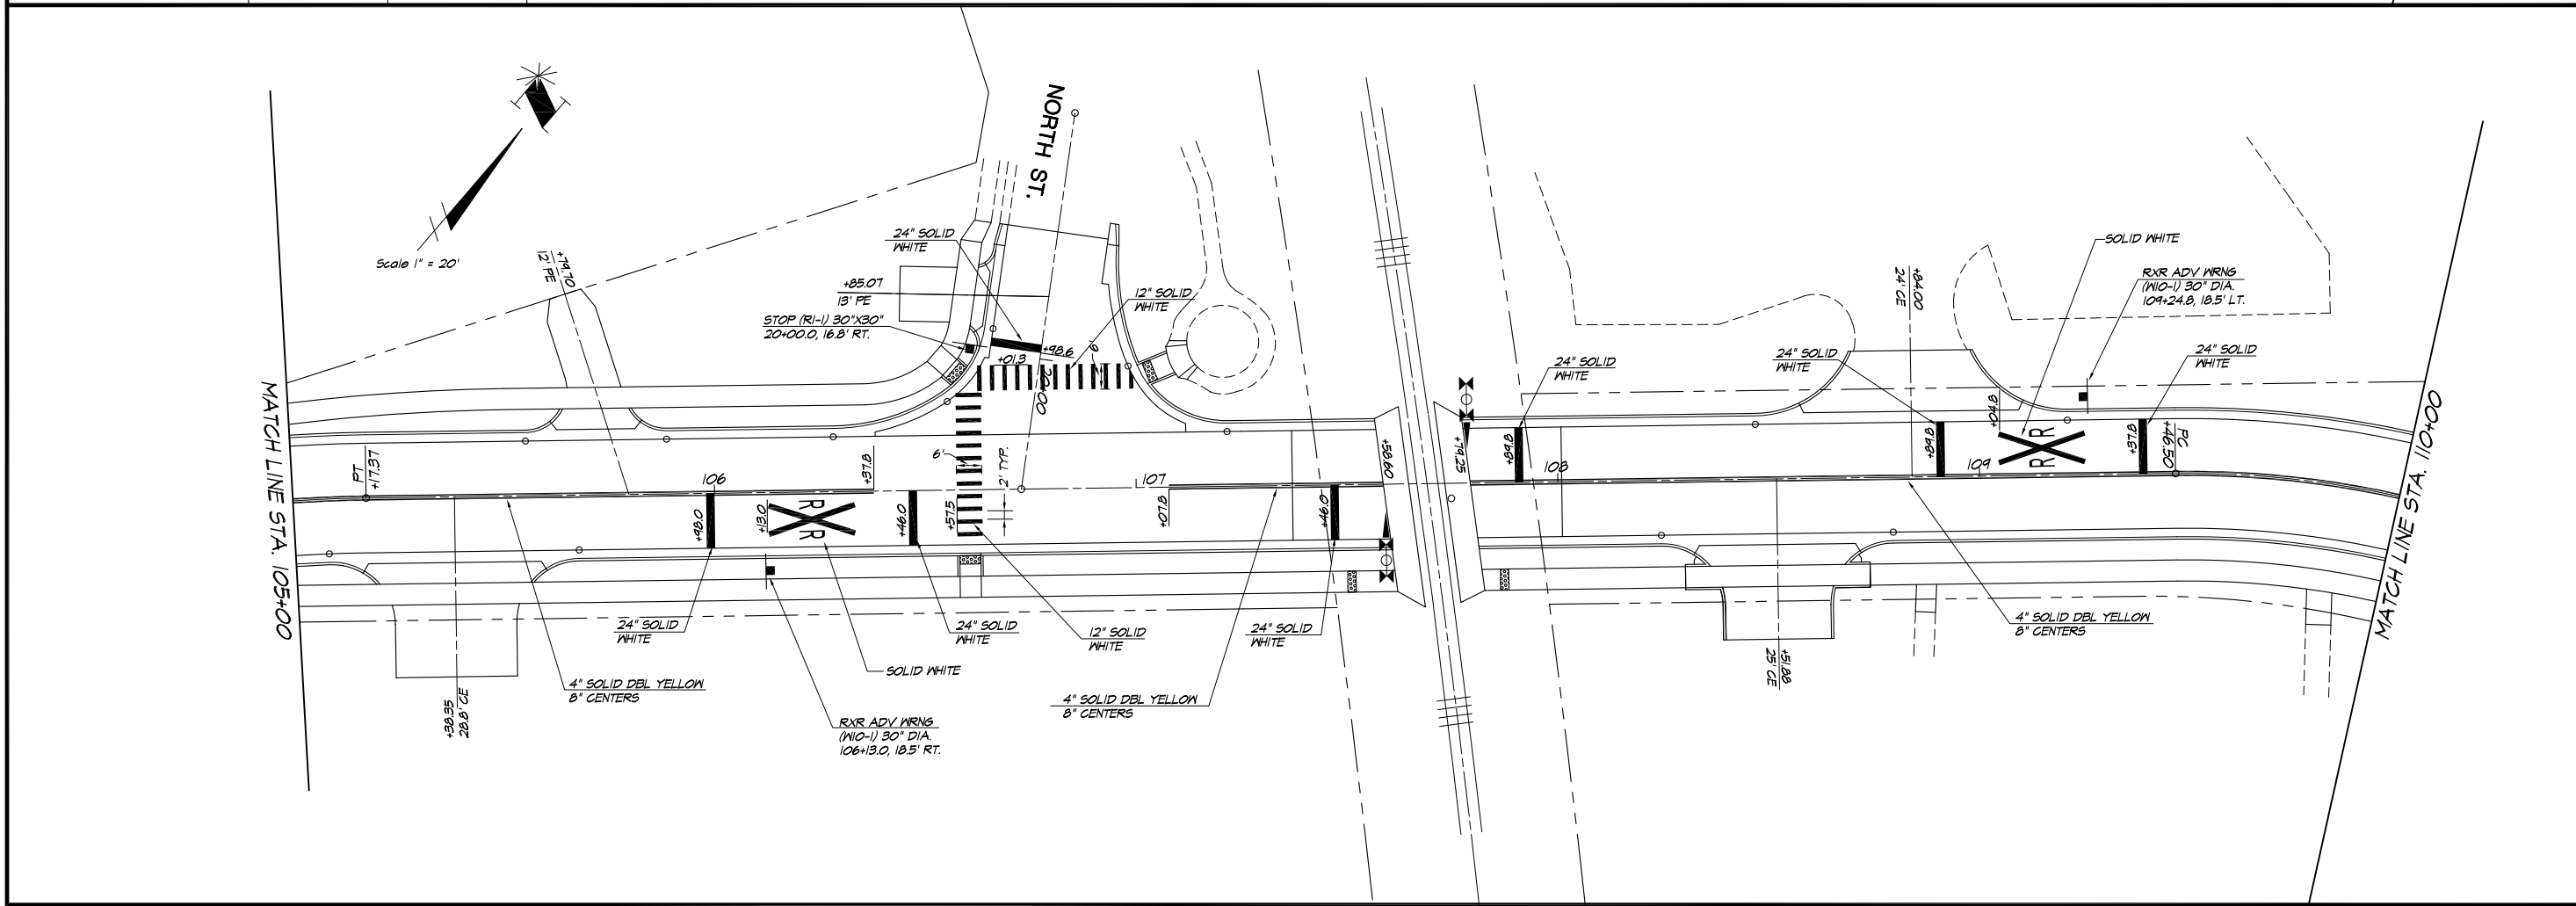 NORTH ST.
Scale 1" = 20'
+79.70
12' PE
24" SOLID
WHITE
+85.07
13' PE
STOP (R1-1) 30"X30"
20+00.0, 16.8' RT.
12" SOLID
WHITE
+01.3
+98.6
20+00
6'
SOLID WHITE
RXR ADV WRNG
(W10-1) 30" DIA.
109+24.8, 18.5' LT.
+84.00
24' CE
24" SOLID
WHITE
24" SOLID
WHITE
24" SOLID
WHITE
MATCH LINE STA. 105+00
PT
+17.37
106
+37.8
6'
2' TYP.
107
+58.60
+79.25
+89.8
108
+89.8
109
+04.8
R R
+37.8
PC
+46.50
MATCH LINE STA. 110+00
+98.0
+13.0
R R
+46.0
+57.5
+07.8
+46.0
24" SOLID
WHITE
24" SOLID
WHITE
12" SOLID
WHITE
24" SOLID
WHITE
4" SOLID DBL YELLOW
8" CENTERS
SOLID WHITE
+51.88
25' CE
4" SOLID DBL YELLOW
8" CENTERS
4" SOLID DBL YELLOW
8" CENTERS
+38.35
28.8' CE
RXR ADV WRNG
(W10-1) 30" DIA.
106+13.0, 18.5' RT.